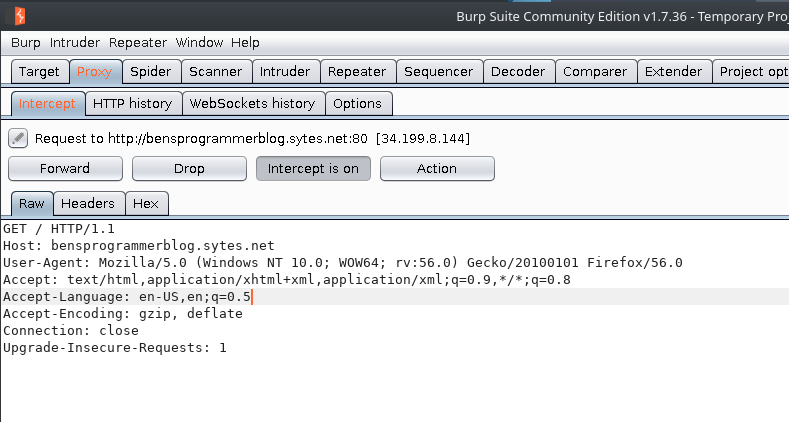 Burp Suite Community Edition v1.7.36 - Temporary Proj
Burp Intruder Repeater Window Help
Target Proxy Spider Scanner Intruder Repeater Sequencer Decoder Comparer Extender Project opt
Intercept HTTP history WebSockets history Options
Request to http://bensprogrammerblog.sytes.net:80 [34.199.8.144]
Forward Drop Intercept is on Action
Raw Headers Hex
GET / HTTP/1.1
Host: bensprogrammerblog.sytes.net
User-Agent: Mozilla/5.0 (Windows NT 10.0; WOW64; rv:56.0) Gecko/20100101 Firefox/56.0
Accept: text/html,application/xhtml+xml,application/xml;q=0.9,*/*;q=0.8
Accept-Language: en-US,en;q=0.5
Accept-Encoding: gzip, deflate
Connection: close
Upgrade-Insecure-Requests: 1